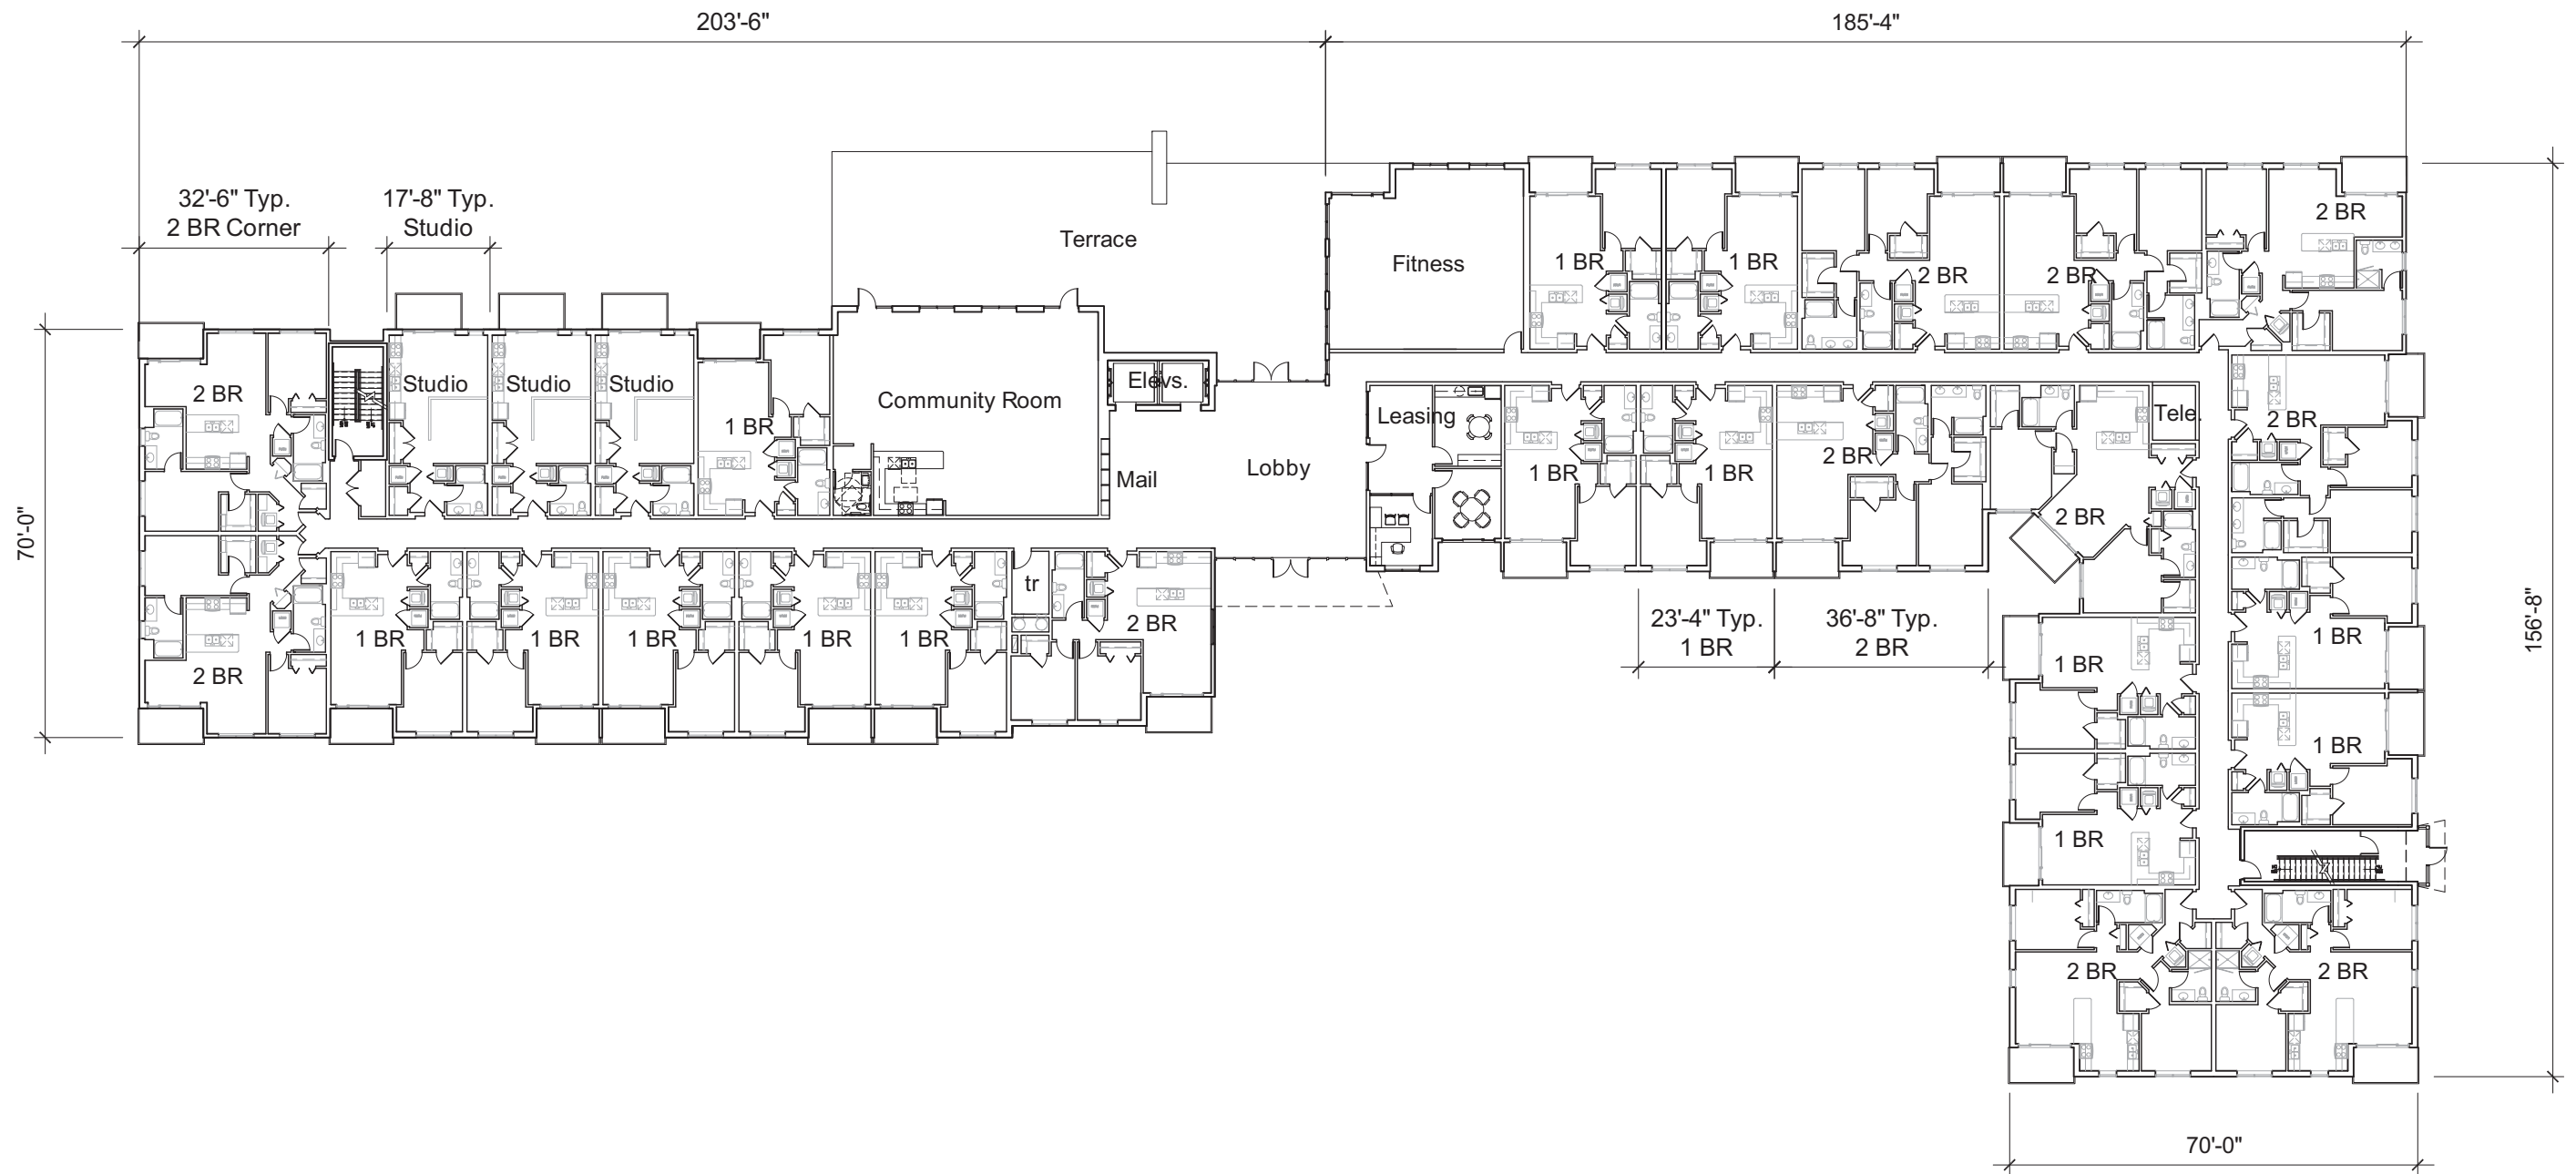 203'-6"
185'-4"
32'-6" Typ.
2 BR Corner
17'-8" Typ.
Studio
Terrace
Fitness
1 BR
1 BR
2 BR
2 BR
2 BR
2 BR
Studio
Studio
Studio
1 BR
Community Room
Elevs.
Mail
Lobby
Leasing
1 BR
1 BR
2 BR
2 BR
Tele.
2 BR
70'-0"
2 BR
1 BR
1 BR
1 BR
1 BR
1 BR
tr
2 BR
23'-4" Typ.
1 BR
36'-8" Typ.
2 BR
156'-8"
1 BR
1 BR
1 BR
1 BR
2 BR
2 BR
70'-0"